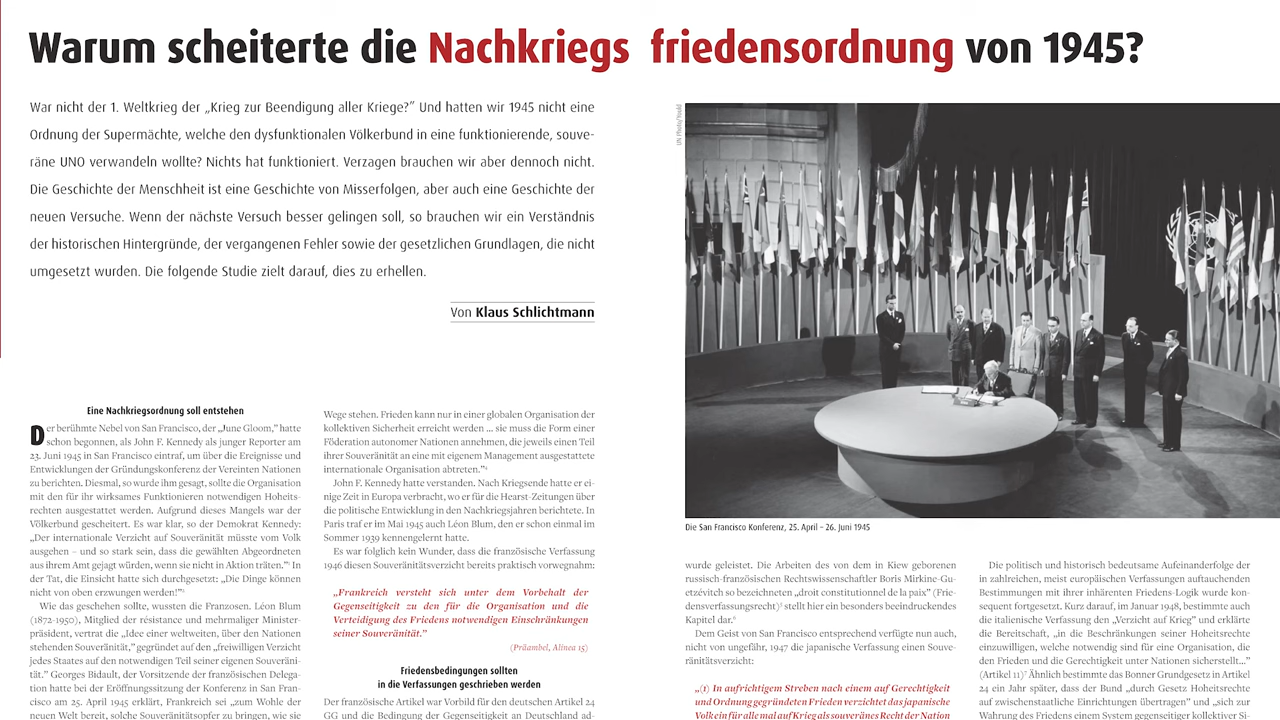 Warum scheiterte die Nachkriegs friedensordnung von 1945?
War nicht der 1. Weltkrieg der „Krieg zur Beendigung aller Kriege?” Und hatten wir 1945 nicht eine
Ordnung der Supermächte, welche den dysfunktionalen Völkerbund in eine funktionierende, souve-
räne UNO verwandeln wollte? Nichts hat funktioniert. Verzagen brauchen wir aber dennoch nicht.
Die Geschichte der Menschheit ist eine Geschichte von Misserfolgen, aber auch eine Geschichte der
neuen Versuche. Wenn der nächste Versuch besser gelingen soll, so brauchen wir ein Verständnis
der historischen Hintergründe, der vergangenen Fehler sowie der gesetzlichen Grundlagen, die nicht
umgesetzt wurden. Die folgende Studie zielt darauf, dies zu erhellen.
Von Klaus Schlichtmann
Eine Nachkriegsordnung soll entstehen
Der berühmte Nebel von San Francisco, der „June Gloom,” hatte
schon begonnen, als John F. Kennedy als junger Reporter am
23. Juni 1945 in San Francisco eintraf, um über die Ereignisse und
Entwicklungen der Gründungskonferenz der Vereinten Nationen
zu berichten. Diesmal, so wurde ihm gesagt, sollte die Organisation
mit den für ihr wirksames Funktionieren notwendigen Hoheits-
rechten ausgestattet werden. Aufgrund dieses Mangels war der
Völkerbund gescheitert. Es war klar, so der Demokrat Kennedy:
„Der internationale Verzicht auf Souveränität müsste vom Volk
ausgehen – und so stark sein, dass die gewählten Abgeordneten
aus ihrem Amt gejagt würden, wenn sie nicht in Aktion träten.”¹ In
der Tat, die Einsicht hatte sich durchgesetzt: „Die Dinge können
nicht von oben erzwungen werden!”²
Wie das geschehen sollte, wussten die Franzosen. Léon Blum
(1872-1950), Mitglied der résistance und mehrmaliger Minister-
präsident, vertrat die „Idee einer weltweiten, über den Nationen
stehenden Souveränität,” gegründet auf den „freiwilligen Verzicht
jedes Staates auf den notwendigen Teil seiner eigenen Souveräni-
tät.” Georges Bidault, der Vorsitzende der französischen Delega-
tion hatte bei der Eröffnungssitzung der Konferenz in San Fran-
cisco am 25. April 1945 erklärt, Frankreich sei „zum Wohle der
neuen Welt bereit, solche Souveränitätsopfer zu bringen, wie sie
Wege stehen. Frieden kann nur in einer globalen Organisation der
kollektiven Sicherheit erreicht werden ... sie muss die Form einer
Föderation autonomer Nationen annehmen, die jeweils einen Teil
ihrer Souveränität an eine mit eigenem Management ausgestattete
internationale Organisation abtreten.”⁴
John F. Kennedy hatte verstanden. Nach Kriegsende hatte er ei-
nige Zeit in Europa verbracht, wo er für die Hearst-Zeitungen über
die politische Entwicklung in den Nachkriegsjahren berichtete. In
Paris traf er im Mai 1945 auch Léon Blum, den er schon einmal im
Sommer 1939 kennengelernt hatte.
Es war folglich kein Wunder, dass die französische Verfassung
1946 diesen Souveränitätsverzicht bereits praktisch vorwegnahm:
„Frankreich versteht sich unter dem Vorbehalt der
Gegenseitigkeit zu den für die Organisation und die
Verteidigung des Friedens notwendigen Einschränkungen
seiner Souveränität.”
(Präambel, Alinea 15)
Friedensbedingungen sollten
in die Verfassungen geschrieben werden
Der französische Artikel war Vorbild für den deutschen Artikel 24
GG und die Bedingung der Gegenseitigkeit an Deutschland ad-
UN Photo/Yould
Die San Francisco Konferenz, 25. April – 26. Juni 1945
wurde geleistet. Die Arbeiten des von dem in Kiew geborenen
russisch-französischen Rechtswissenschaftler Boris Mirkine-Gu-
etzévitch so bezeichneten „droit constitutionnel de la paix” (Frie-
densverfassungsrecht)⁵ stellt hier ein besonders beeindruckendes
Kapitel dar.⁶
Dem Geist von San Francisco entsprechend verfügte nun auch,
nicht von ungefähr, 1947 die japanische Verfassung einen Souve-
ränitätsverzicht:
„(1) In aufrichtigem Streben nach einem auf Gerechtigkeit
und Ordnung gegründeten Frieden verzichtet das japanische
Volk ein für alle mal auf Krieg als souveränes Recht der Nation
Die politisch und historisch bedeutsame Aufeinanderfolge der
in zahlreichen, meist europäischen Verfassungen auftauchenden
Bestimmungen mit ihrer inhärenten Friedens-Logik wurde kon-
sequent fortgesetzt. Kurz darauf, im Januar 1948, bestimmte auch
die italienische Verfassung den „Verzicht auf Krieg” und erklärte
die Bereitschaft, „in die Beschränkungen seiner Hoheitsrechte
einzuwilligen, welche notwendig sind für eine Organisation, die
den Frieden und die Gerechtigkeit unter Nationen sicherstellt...”
(Artikel 11)⁷ Ähnlich bestimmte das Bonner Grundgesetz in Artikel
24 ein Jahr später, dass der Bund „durch Gesetz Hoheitsrechte
auf zwischenstaatliche Einrichtungen übertragen” und „sich zur
Wahrung des Friedens einem System gegenseitiger kollektiver Si-